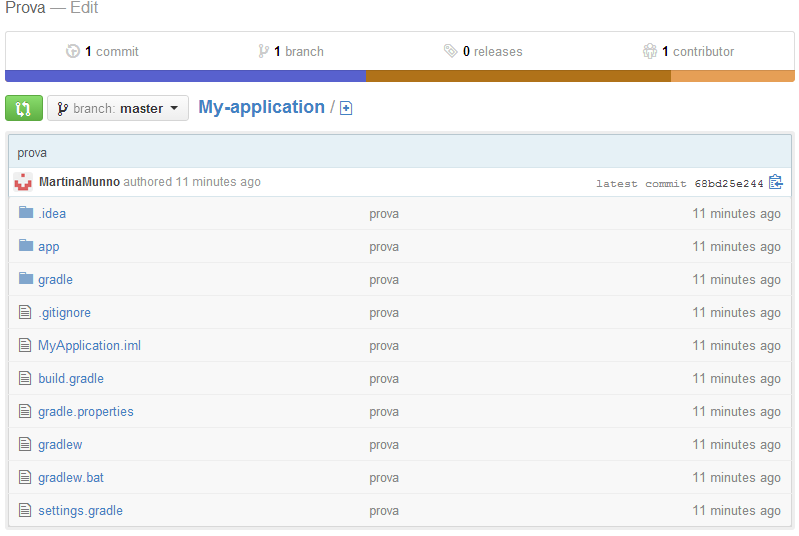 Prova — Edit
1 commit 1 branch 0 releases 1 contributor
branch: master My-application /
prova
MartinaMunno authored 11 minutes ago latest commit 68bd25e244
.idea prova 11 minutes ago
app prova 11 minutes ago
gradle prova 11 minutes ago
.gitignore prova 11 minutes ago
MyApplication.iml prova 11 minutes ago
build.gradle prova 11 minutes ago
gradle.properties prova 11 minutes ago
gradlew prova 11 minutes ago
gradlew.bat prova 11 minutes ago
settings.gradle prova 11 minutes ago